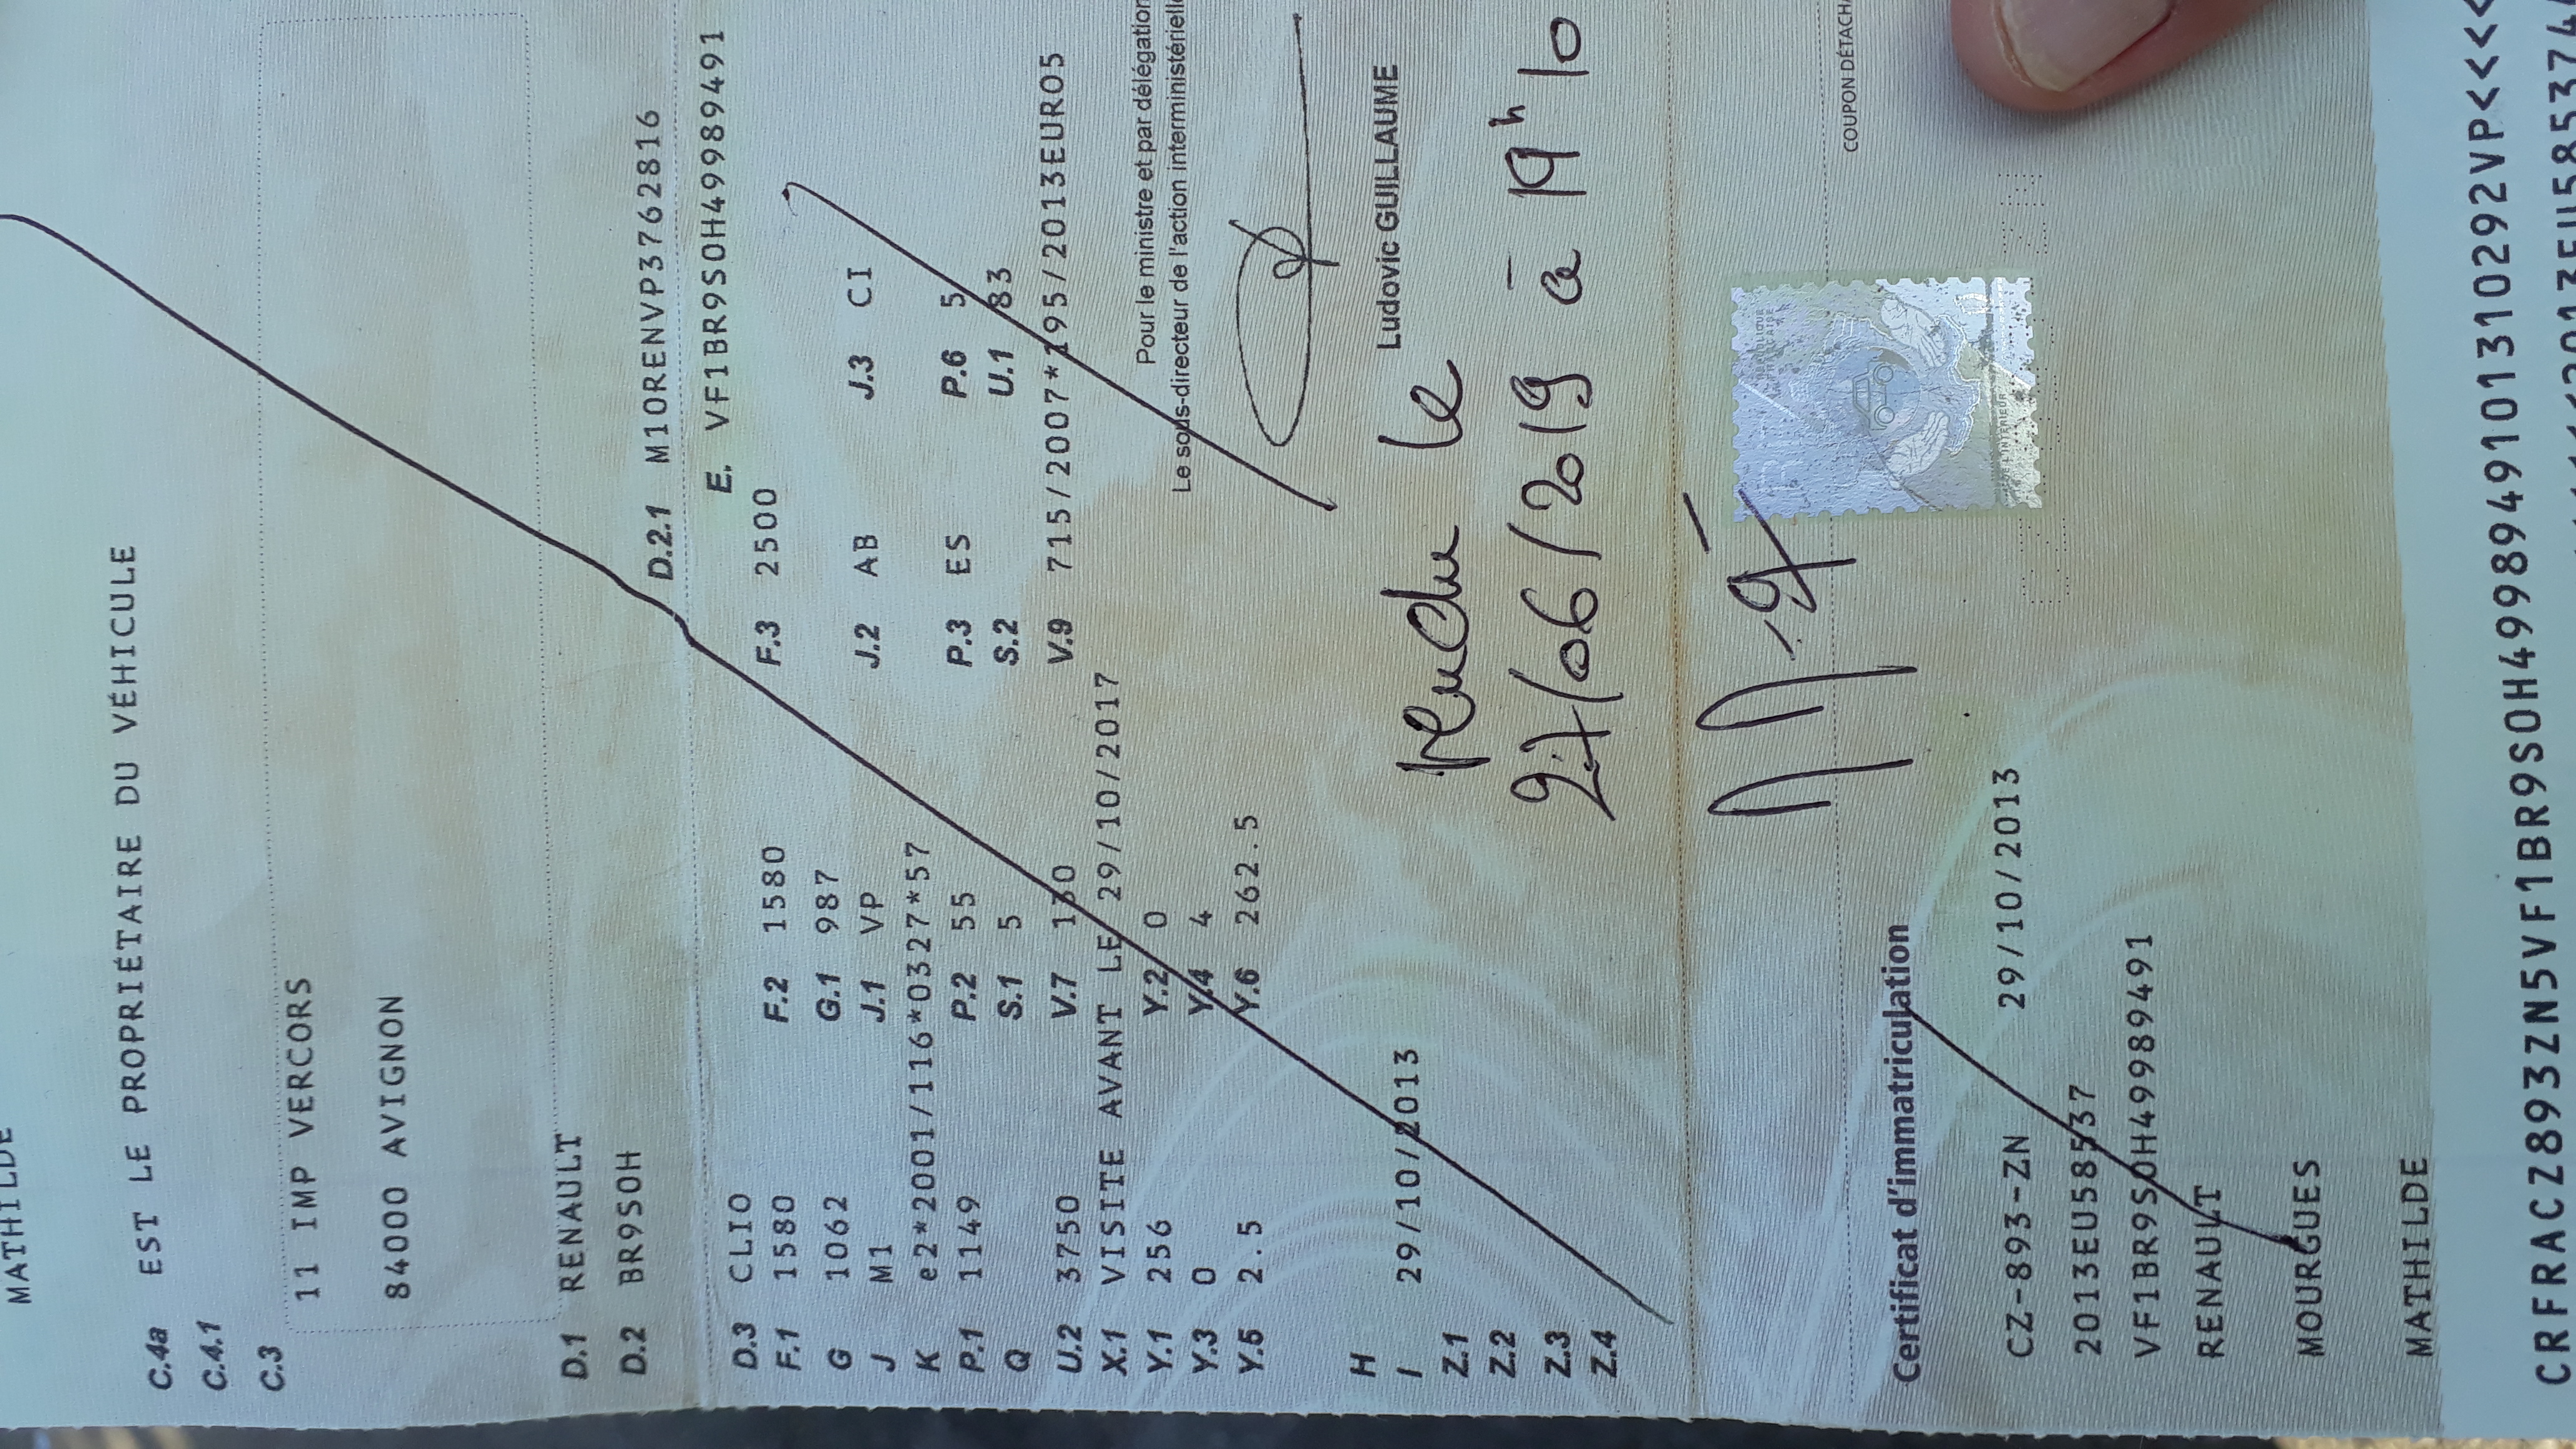 MATHILDE
C.4a EST LE PROPRIÉTAIRE DU VÉHICULE
C.4.1
C.3
11 IMP VERCORS
84000 AVIGNON
D.1 RENAULT
D.2 BR9S0H
D.2.1 M10RENVP3762816
E. VF1BR9S0H49989491
D.3 CLIO
F.1 1580 F.2 1580 F.3 2500
G 1062 G.1 987
J M1 J.1 VP J.2 AB J.3 CI
K e2*2001/116*0327*57
P.1 1149 P.2 55 P.3 ES P.6 5
Q S.1 5 S.2 U.1 83
U.2 3750 V.7 130 V.9 715/2007*195/2013EURO5
X.1 VISITE AVANT LE 29/10/2017
Y.1 256 Y.2 0
Y.3 0 Y.4 4
Y.5 2.5 Y.6 262.5
Pour le ministre et par délégation
Le sous-directeur de l'action interministérielle
Ludovic GUILLAUME
H
I 29/10/2013
Z.1
Z.2
Z.3
Z.4
vendu le
27/06/2019 à 19h10
COUPON DÉTACHA
Certificat d'immatriculation
CZ-893-ZN 29/10/2013
2013EU58537
VF1BR9S0H49989491
RENAULT
MOURGUES
MATHILDE
CRFRACZ893ZN5VF1BR9S0H4998949101310292VP<<<<